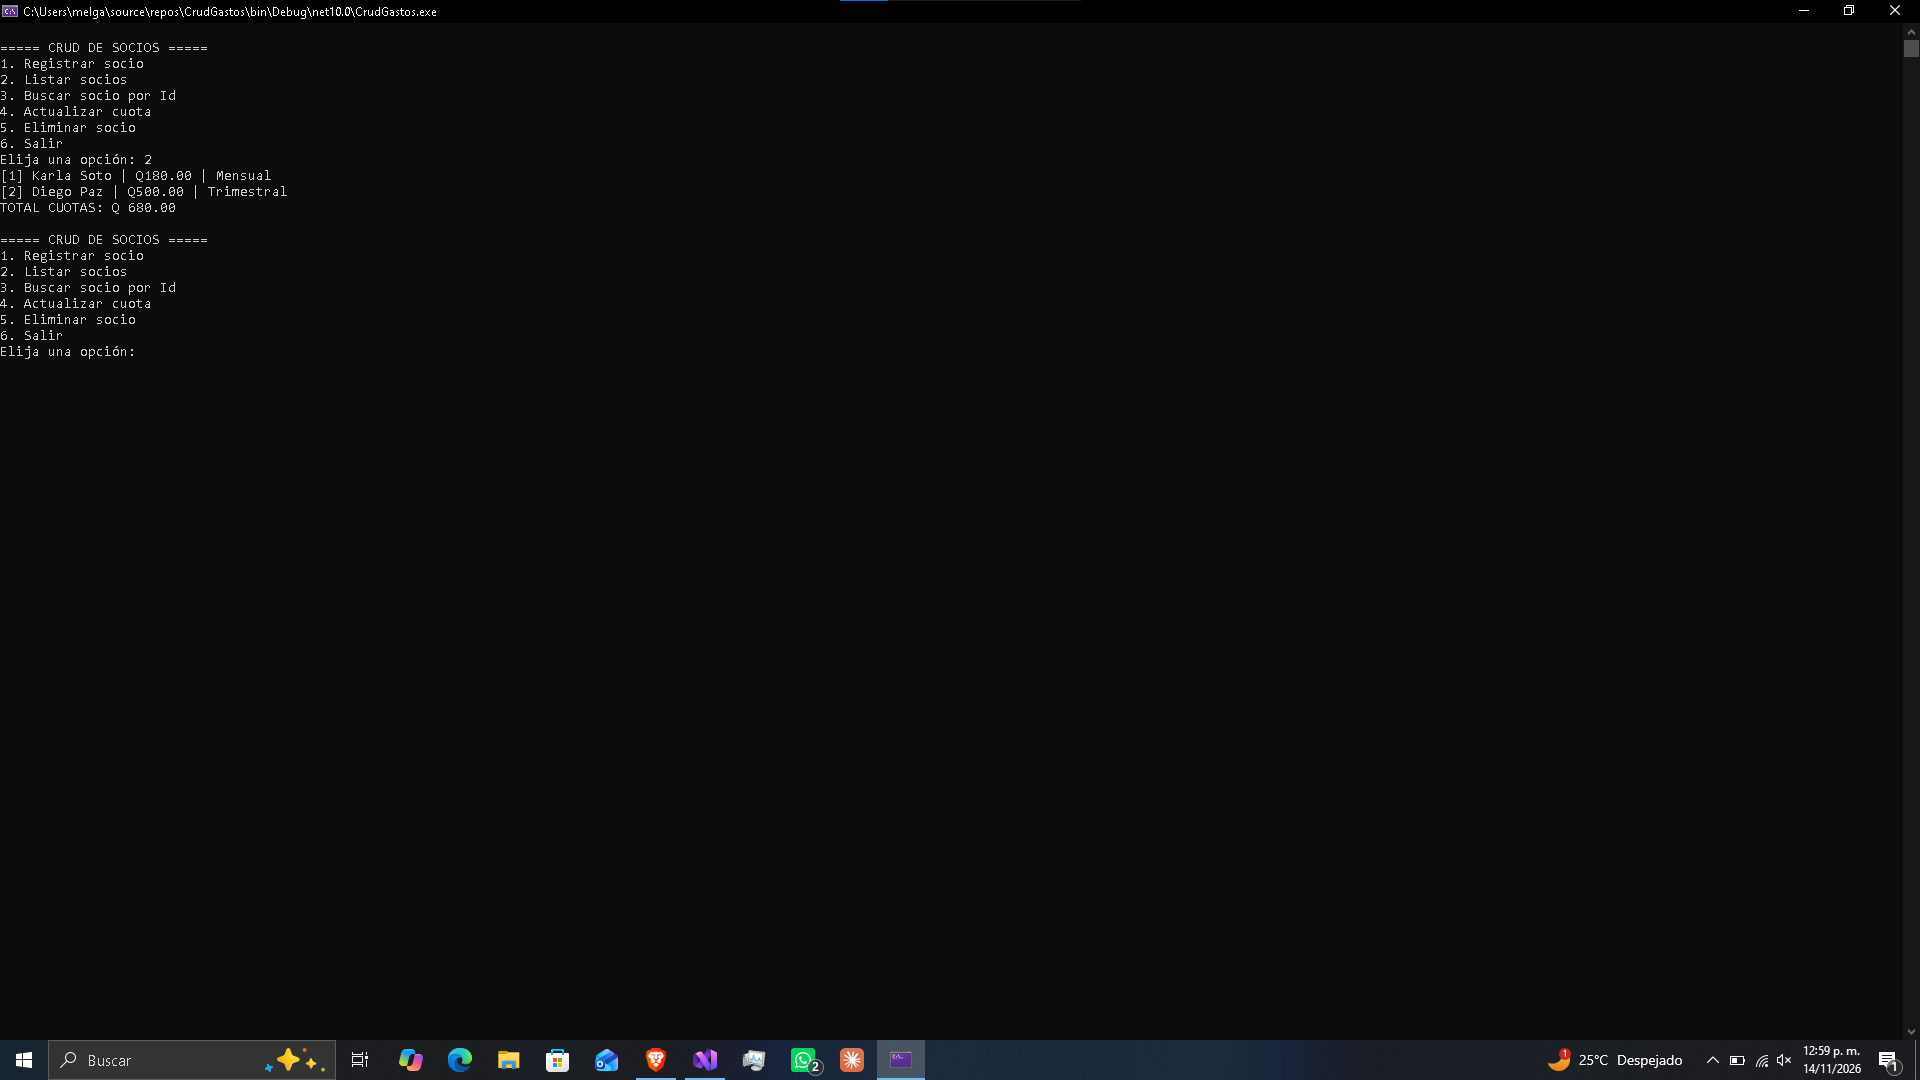 C:\Users\melga\source\repos\CrudGastos\bin\Debug\net10.0\CrudGastos.exe
===== CRUD DE SOCIOS =====
1. Registrar socio
2. Listar socios
3. Buscar socio por Id
4. Actualizar cuota
5. Eliminar socio
6. Salir
Elija una opción: 2
[1] Karla Soto | Q180.00 | Mensual
[2] Diego Paz | Q500.00 | Trimestral
TOTAL CUOTAS: Q 680.00
===== CRUD DE SOCIOS =====
1. Registrar socio
2. Listar socios
3. Buscar socio por Id
4. Actualizar cuota
5. Eliminar socio
6. Salir
Elija una opción:
Buscar
2
1
25°C Despejado
12:59 p. m.
14/11/2026
1